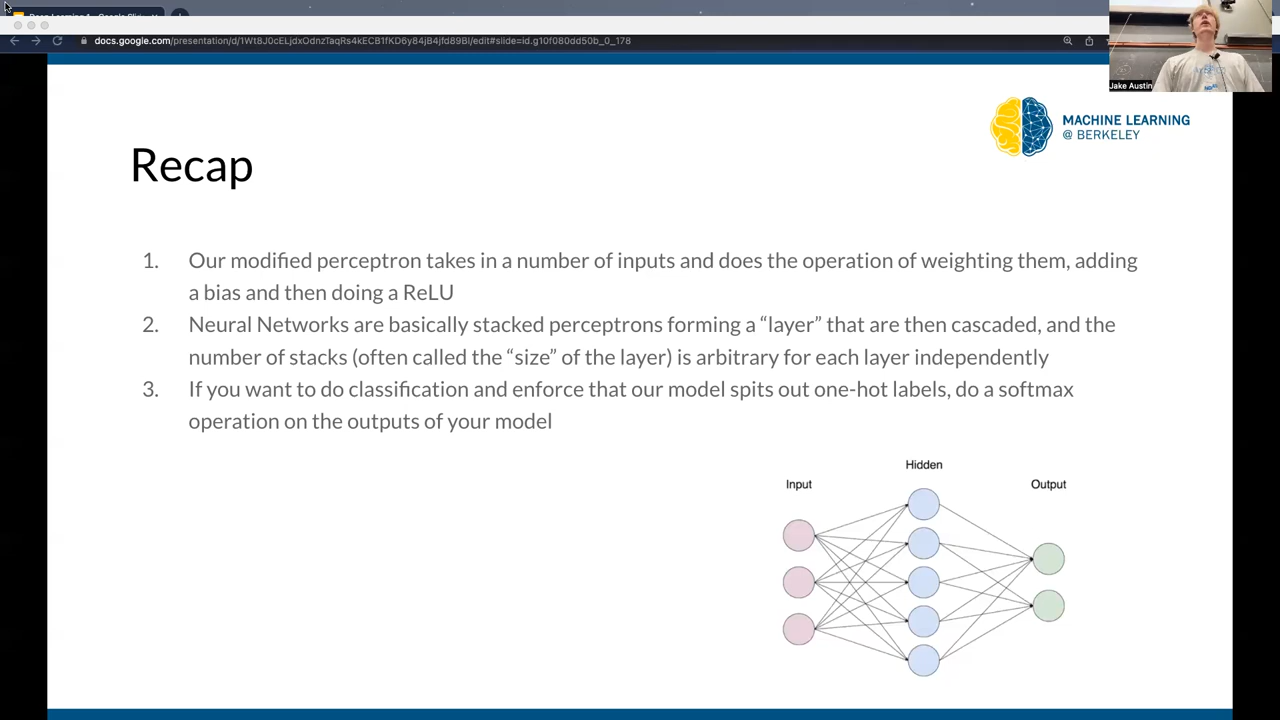 docs.google.com/presentation/d/1Wt8J0cELjdxOdnzTaqRs4kECB1fKD6y84jB4jfd89BI/edit#slide=id.g10f080dd50b_0_178
Jake Austin
MACHINE LEARNING
@ BERKELEY
Recap
1. Our modified perceptron takes in a number of inputs and does the operation of weighting them, adding
a bias and then doing a ReLU
2. Neural Networks are basically stacked perceptrons forming a “layer” that are then cascaded, and the
number of stacks (often called the “size” of the layer) is arbitrary for each layer independently
3. If you want to do classification and enforce that our model spits out one-hot labels, do a softmax
operation on the outputs of your model
Hidden
Input
Output